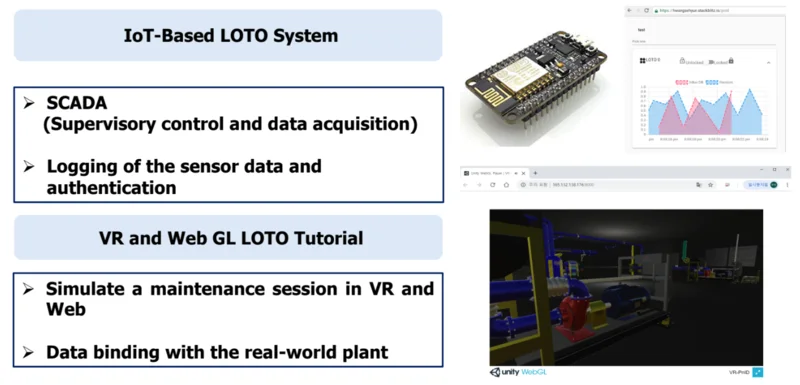 IoT-Based LOTO System
➢ SCADA
(Supervisory control and data acquisition)
➢ Logging of the sensor data and
authentication
VR and Web GL LOTO Tutorial
➢ Simulate a maintenance session in VR and
Web
➢ Data binding with the real-world plant
LOTO 6
Unlocked
Locked
unity WebGL
VR-PmID